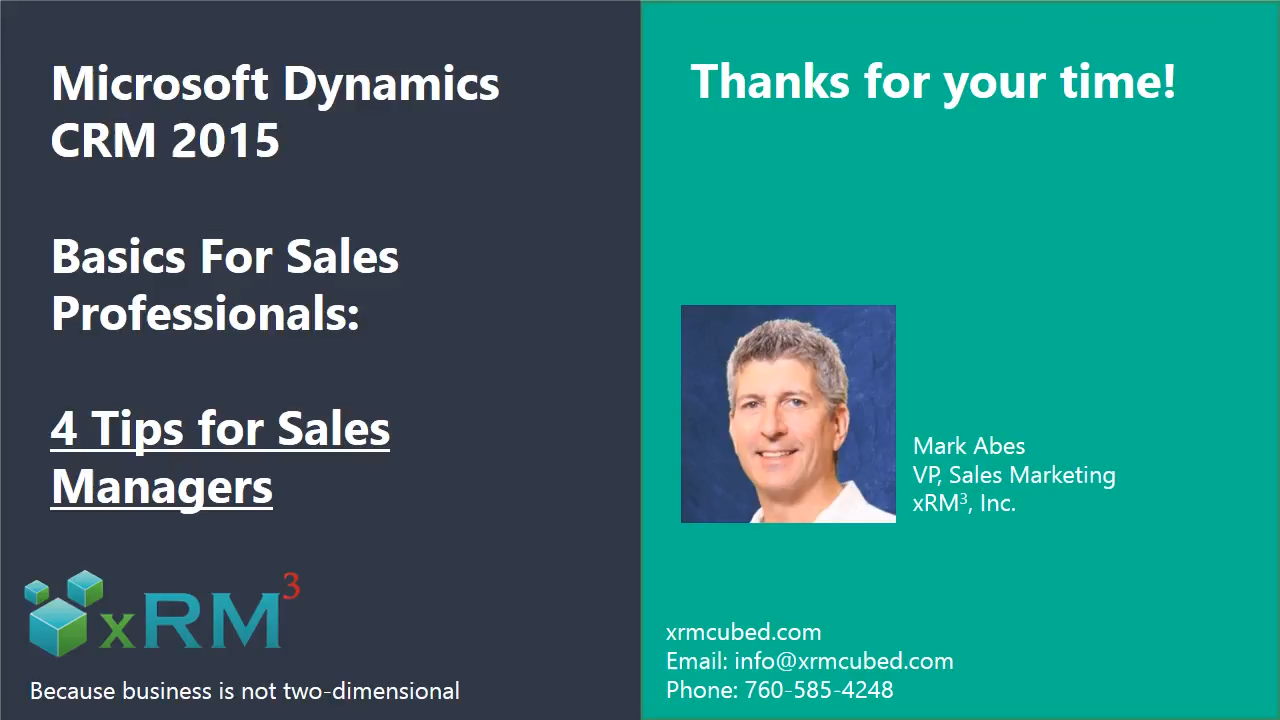 Microsoft Dynamics
CRM 2015
Basics For Sales
Professionals:
4 Tips for Sales
Managers
xRM³
Because business is not two-dimensional
Thanks for your time!
Mark Abes
VP, Sales Marketing
xRM³, Inc.
xrmcubed.com
Email: info@xrmcubed.com
Phone: 760-585-4248